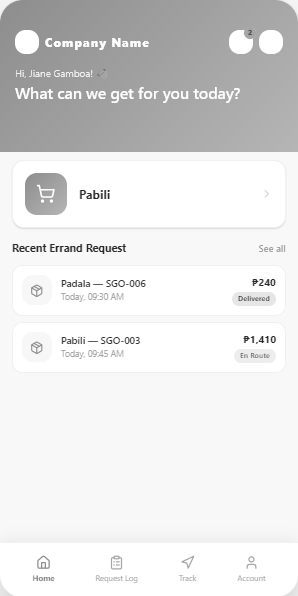 Company Name
2
Hi, Jiane Gamboa!
What can we get for you today?
Pabili
Recent Errand Request
See all
Padala — SGO-006
₱240
Today, 09:30 AM
Delivered
Pabili — SGO-003
₱1,410
Today, 09:45 AM
En Route
Home
Request Log
Track
Account